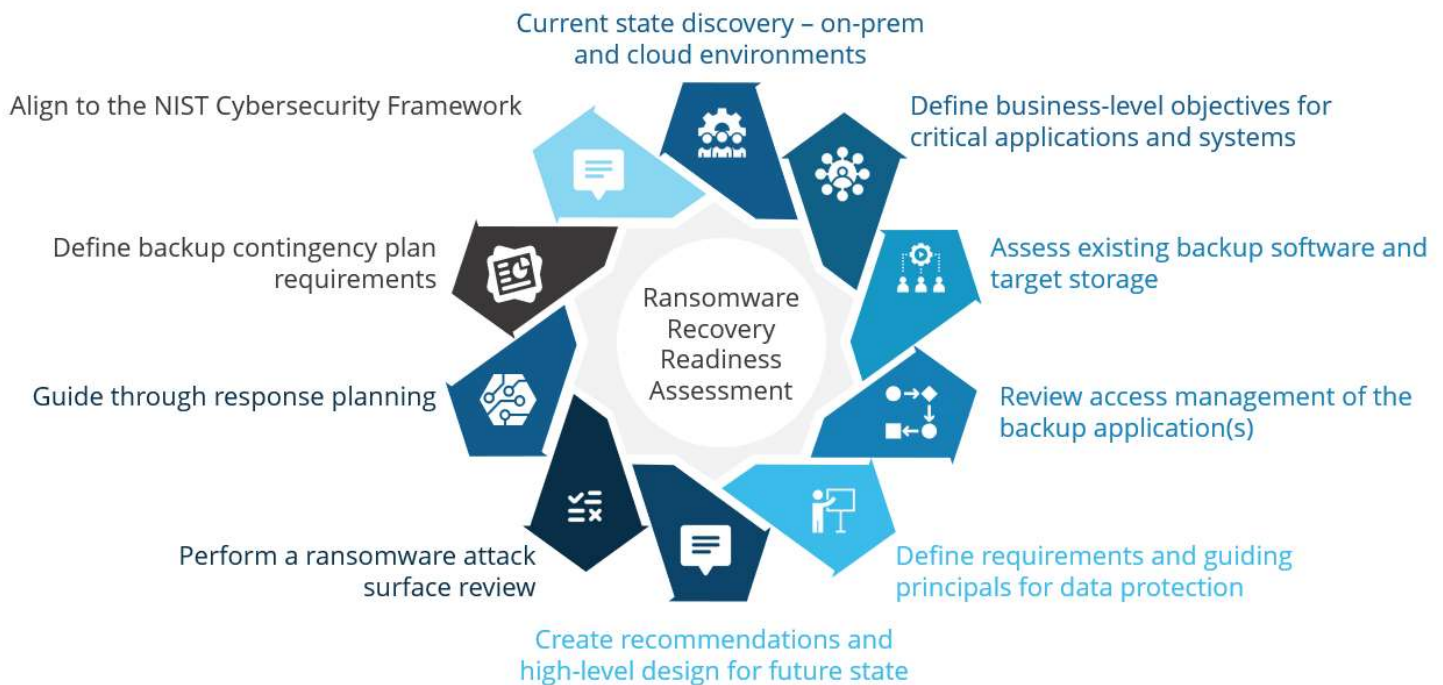 Current state discovery – on-prem
and cloud environments
Align to the NIST Cybersecurity Framework
Define business-level objectives for
critical applications and systems
Define backup contingency plan
requirements
Assess existing backup software and
target storage
Ransomware
Recovery
Readiness
Assessment
Guide through response planning
Review access management of the
backup application(s)
Perform a ransomware attack
surface review
Define requirements and guiding
principals for data protection
Create recommendations and
high-level design for future state